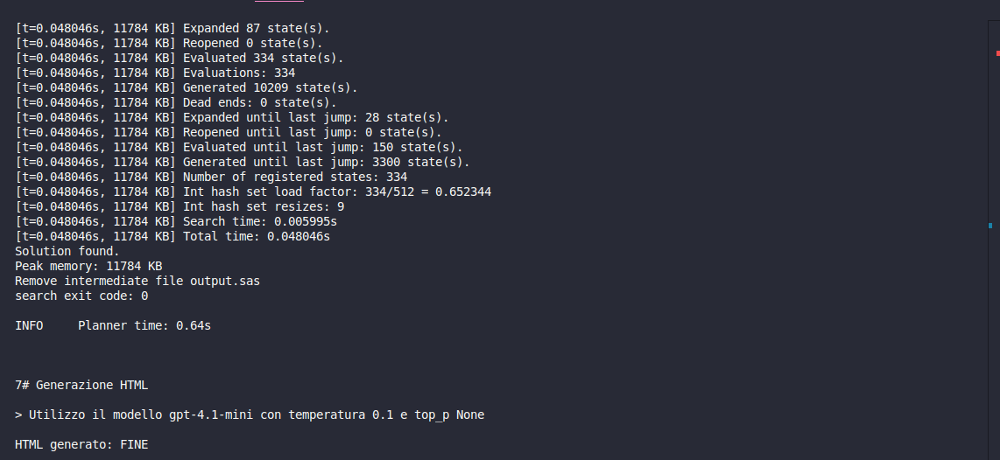 [t=0.048046s, 11784 KB] Expanded 87 state(s).
[t=0.048046s, 11784 KB] Reopened 0 state(s).
[t=0.048046s, 11784 KB] Evaluated 334 state(s).
[t=0.048046s, 11784 KB] Evaluations: 334
[t=0.048046s, 11784 KB] Generated 10209 state(s).
[t=0.048046s, 11784 KB] Dead ends: 0 state(s).
[t=0.048046s, 11784 KB] Expanded until last jump: 28 state(s).
[t=0.048046s, 11784 KB] Reopened until last jump: 0 state(s).
[t=0.048046s, 11784 KB] Evaluated until last jump: 150 state(s).
[t=0.048046s, 11784 KB] Generated until last jump: 3300 state(s).
[t=0.048046s, 11784 KB] Number of registered states: 334
[t=0.048046s, 11784 KB] Int hash set load factor: 334/512 = 0.652344
[t=0.048046s, 11784 KB] Int hash set resizes: 9
[t=0.048046s, 11784 KB] Search time: 0.005995s
[t=0.048046s, 11784 KB] Total time: 0.048046s
Solution found.
Peak memory: 11784 KB
Remove intermediate file output.sas
search exit code: 0
INFO     Planner time: 0.64s
7# Generazione HTML
> Utilizzo il modello gpt-4.1-mini con temperatura 0.1 e top_p None
HTML generato: FINE